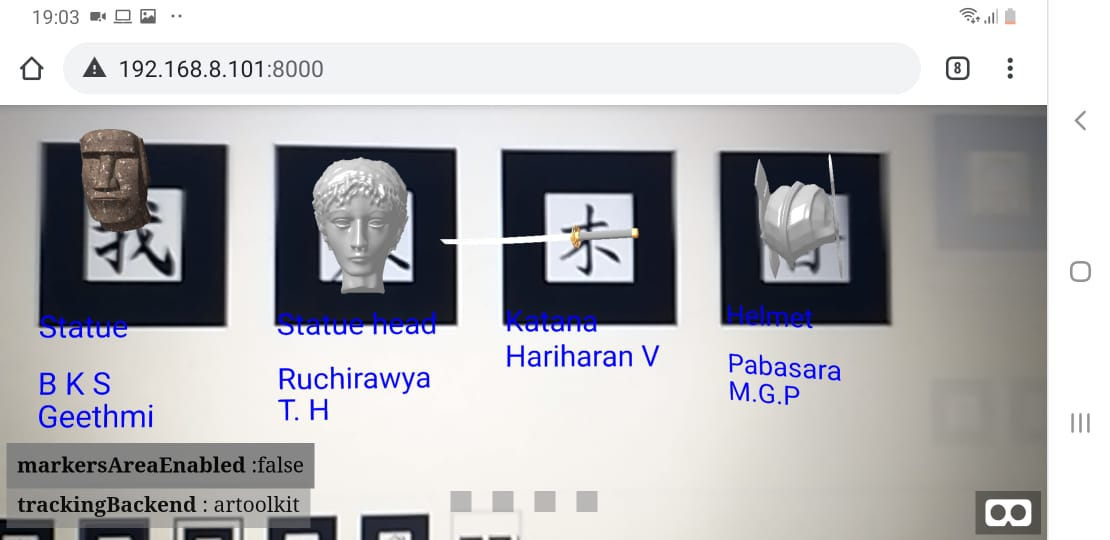 19:03
192.168.8.101:8000
8
我
Statue
B K S
Geethmi
Statue head
Ruchirawya
T. H
Katana
Hariharan V
Helmet
Pabasara
M.G.P
markersAreaEnabled :false
trackingBackend : artoolkit